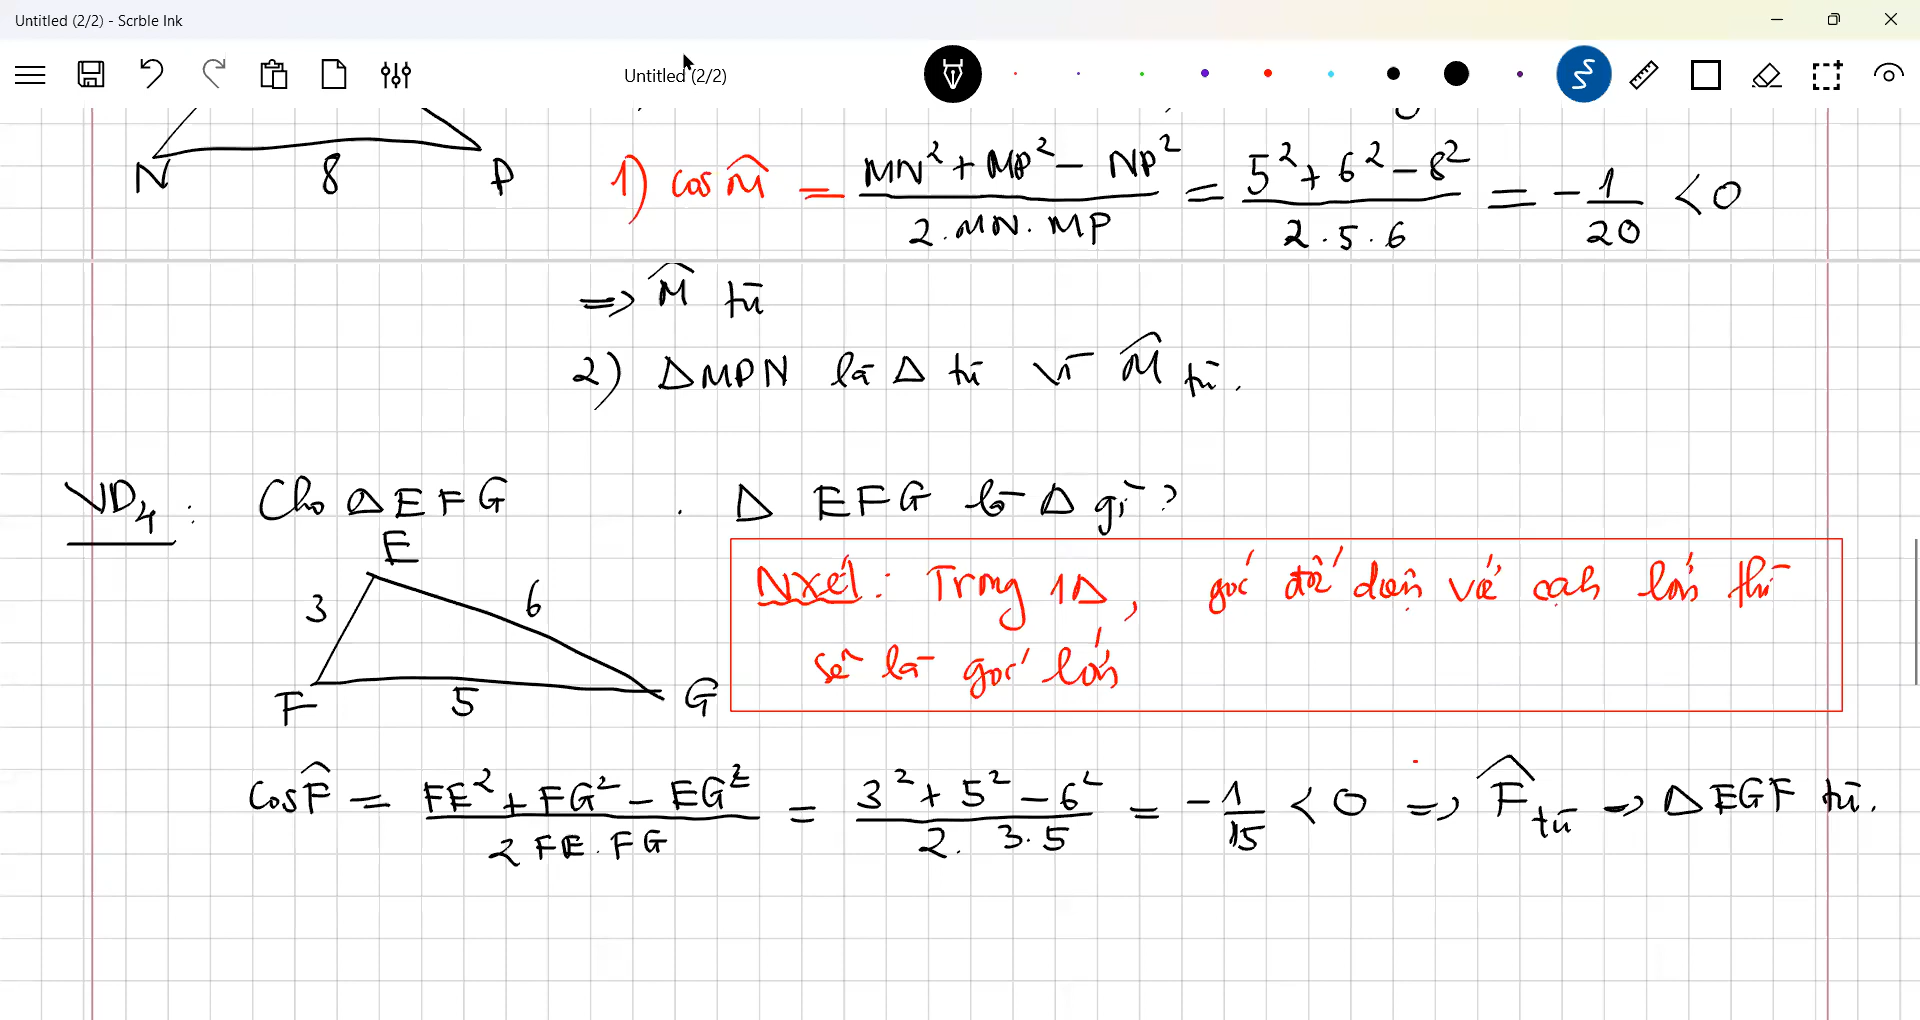 Untitled (2/2) - Scrble Ink
Untitled (2/2)
N 8 P
1) cos M̂ = (MN² + MP² - NP²) / (2.MN.MP) = (5² + 6² - 8²) / (2.5.6) = -1/20 < 0
=> M̂ tù
2) ΔMPN là Δ tù vì M̂ tù.
VD4: Cho ΔEFG . Δ EFG là Δ gì?
E
3 6
F 5 G
Nxét: Trong 1Δ, góc đối diện với cạnh lớn thì
sẽ là góc lớn
Cos F̂ = (FE² + FG² - EG²) / (2 FE.FG) = (3² + 5² - 6²) / (2. 3.5) = -1/15 < 0 => F̂ tù => ΔEGF tù.